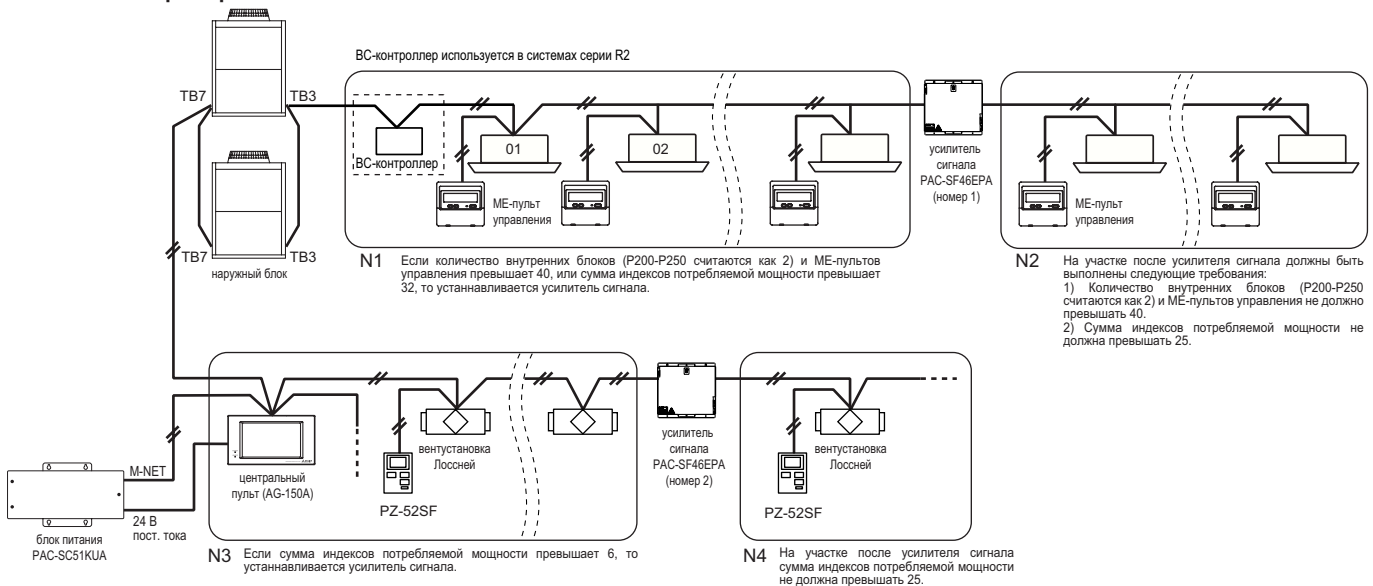 BC-контроллер используется в системах серии R2
TB7
TB3
BC-контроллер
01
02
ME-пульт
управления
усилитель
сигнала
PAC-SF46EPA
(номер 1)
ME-пульт
управления
TB7
TB3
наружный блок
N1 Если количество внутренних блоков (P200-P250 считаются как 2) и МЕ-пультов
управления превышает 40, или сумма индексов потребляемой мощности превышает
32, то устанавливается усилитель сигнала.
N2 На участке после усилителя сигнала должны быть
выполнены следующие требования:
1) Количество внутренних блоков (P200-P250
считаются как 2) и МЕ-пультов управления не должно
превышать 40.
2) Сумма индексов потребляемой мощности не
должна превышать 25.
центральный
пульт (AG-150A)
вентустановка
Лоссней
PZ-52SF
усилитель
сигнала
PAC-SF46EPA
(номер 2)
вентустановка
Лоссней
PZ-52SF
M-NET
24 В
пост. тока
блок питания
PAC-SC51KUA
N3 Если сумма индексов потребляемой мощности превышает 6, то
устанавливается усилитель сигнала.
N4 На участке после усилителя сигнала
сумма индексов потребляемой мощности
не должна превышать 25.